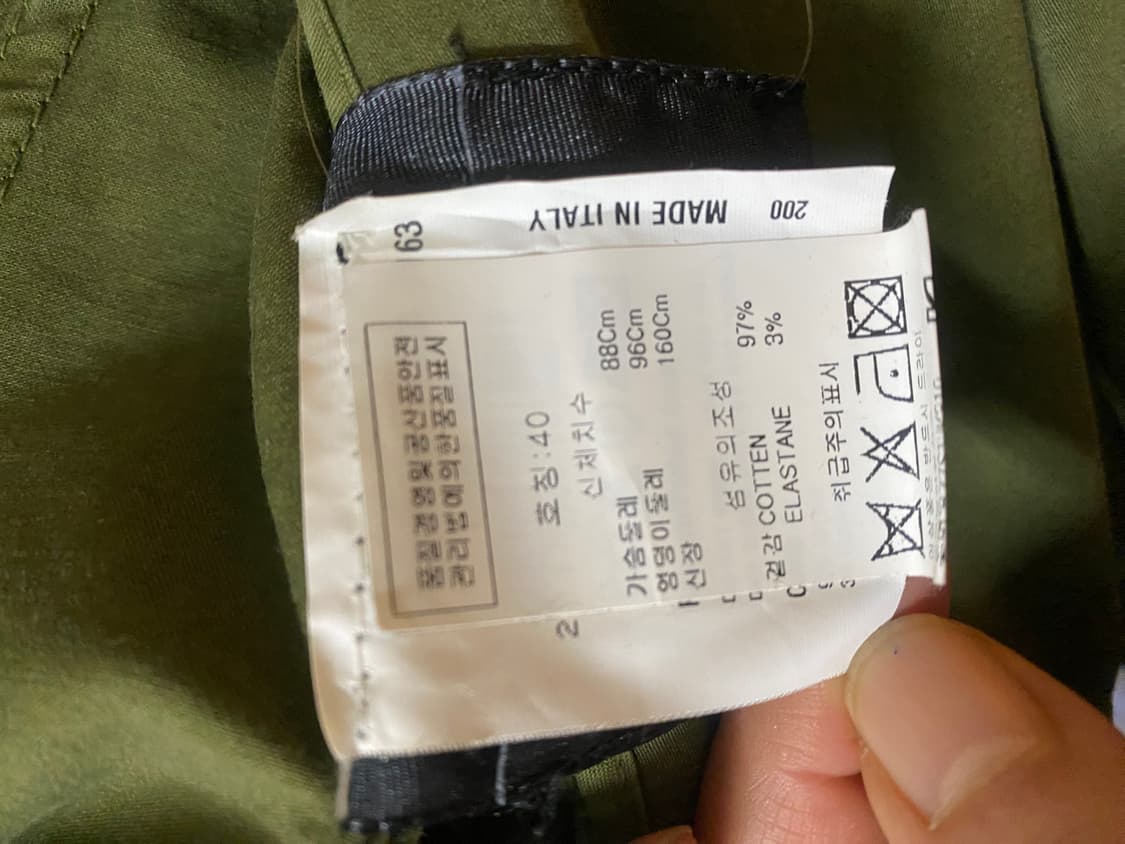 63
MADE IN ITALY
200
품질경영및공산품안전
관리법에의한품질표시
호칭:40
신체치수
가슴둘레 88Cm
엉덩이둘레 96Cm
신장 160Cm
섬유의조성
겉감 COTTEN 97%
ELASTANE 3%
취급주의표시
2